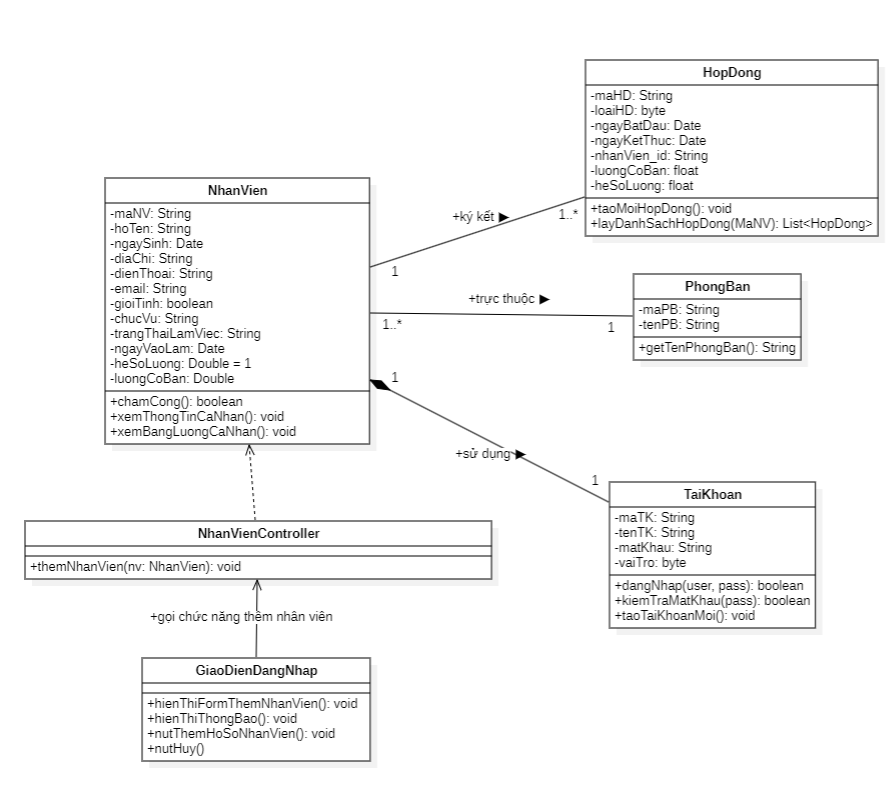 HopDong
-maHD: String
-loaiHD: byte
-ngayBatDau: Date
-ngayKetThuc: Date
-nhanVien_id: String
-luongCoBan: float
-heSoLuong: float
+taoMoiHopDong(): void
+layDanhSachHopDong(MaNV): List<HopDong>
NhanVien
-maNV: String
-hoTen: String
-ngaySinh: Date
-diaChi: String
-dienThoai: String
-email: String
-gioiTinh: boolean
-chucVu: String
-trangThaiLamViec: String
-ngayVaoLam: Date
-heSoLuong: Double = 1
-luongCoBan: Double
+chamCong(): boolean
+xemThongTinCaNhan(): void
+xemBangLuongCaNhan(): void
+ký kết ▶
1..*
1
PhongBan
-maPB: String
-tenPB: String
+getTenPhongBan(): String
+trực thuộc ▶
1..*
1
1
+sử dụng ▶
1
TaiKhoan
-maTK: String
-tenTK: String
-matKhau: String
-vaiTro: byte
+dangNhap(user, pass): boolean
+kiemTraMatKhau(pass): boolean
+taoTaiKhoanMoi(): void
NhanVienController
+themNhanVien(nv: NhanVien): void
+gọi chức năng thêm nhân viên
GiaoDienDangNhap
+hienThiFormThemNhanVien(): void
+hienThiThongBao(): void
+nutThemHoSoNhanVien(): void
+nutHuy()